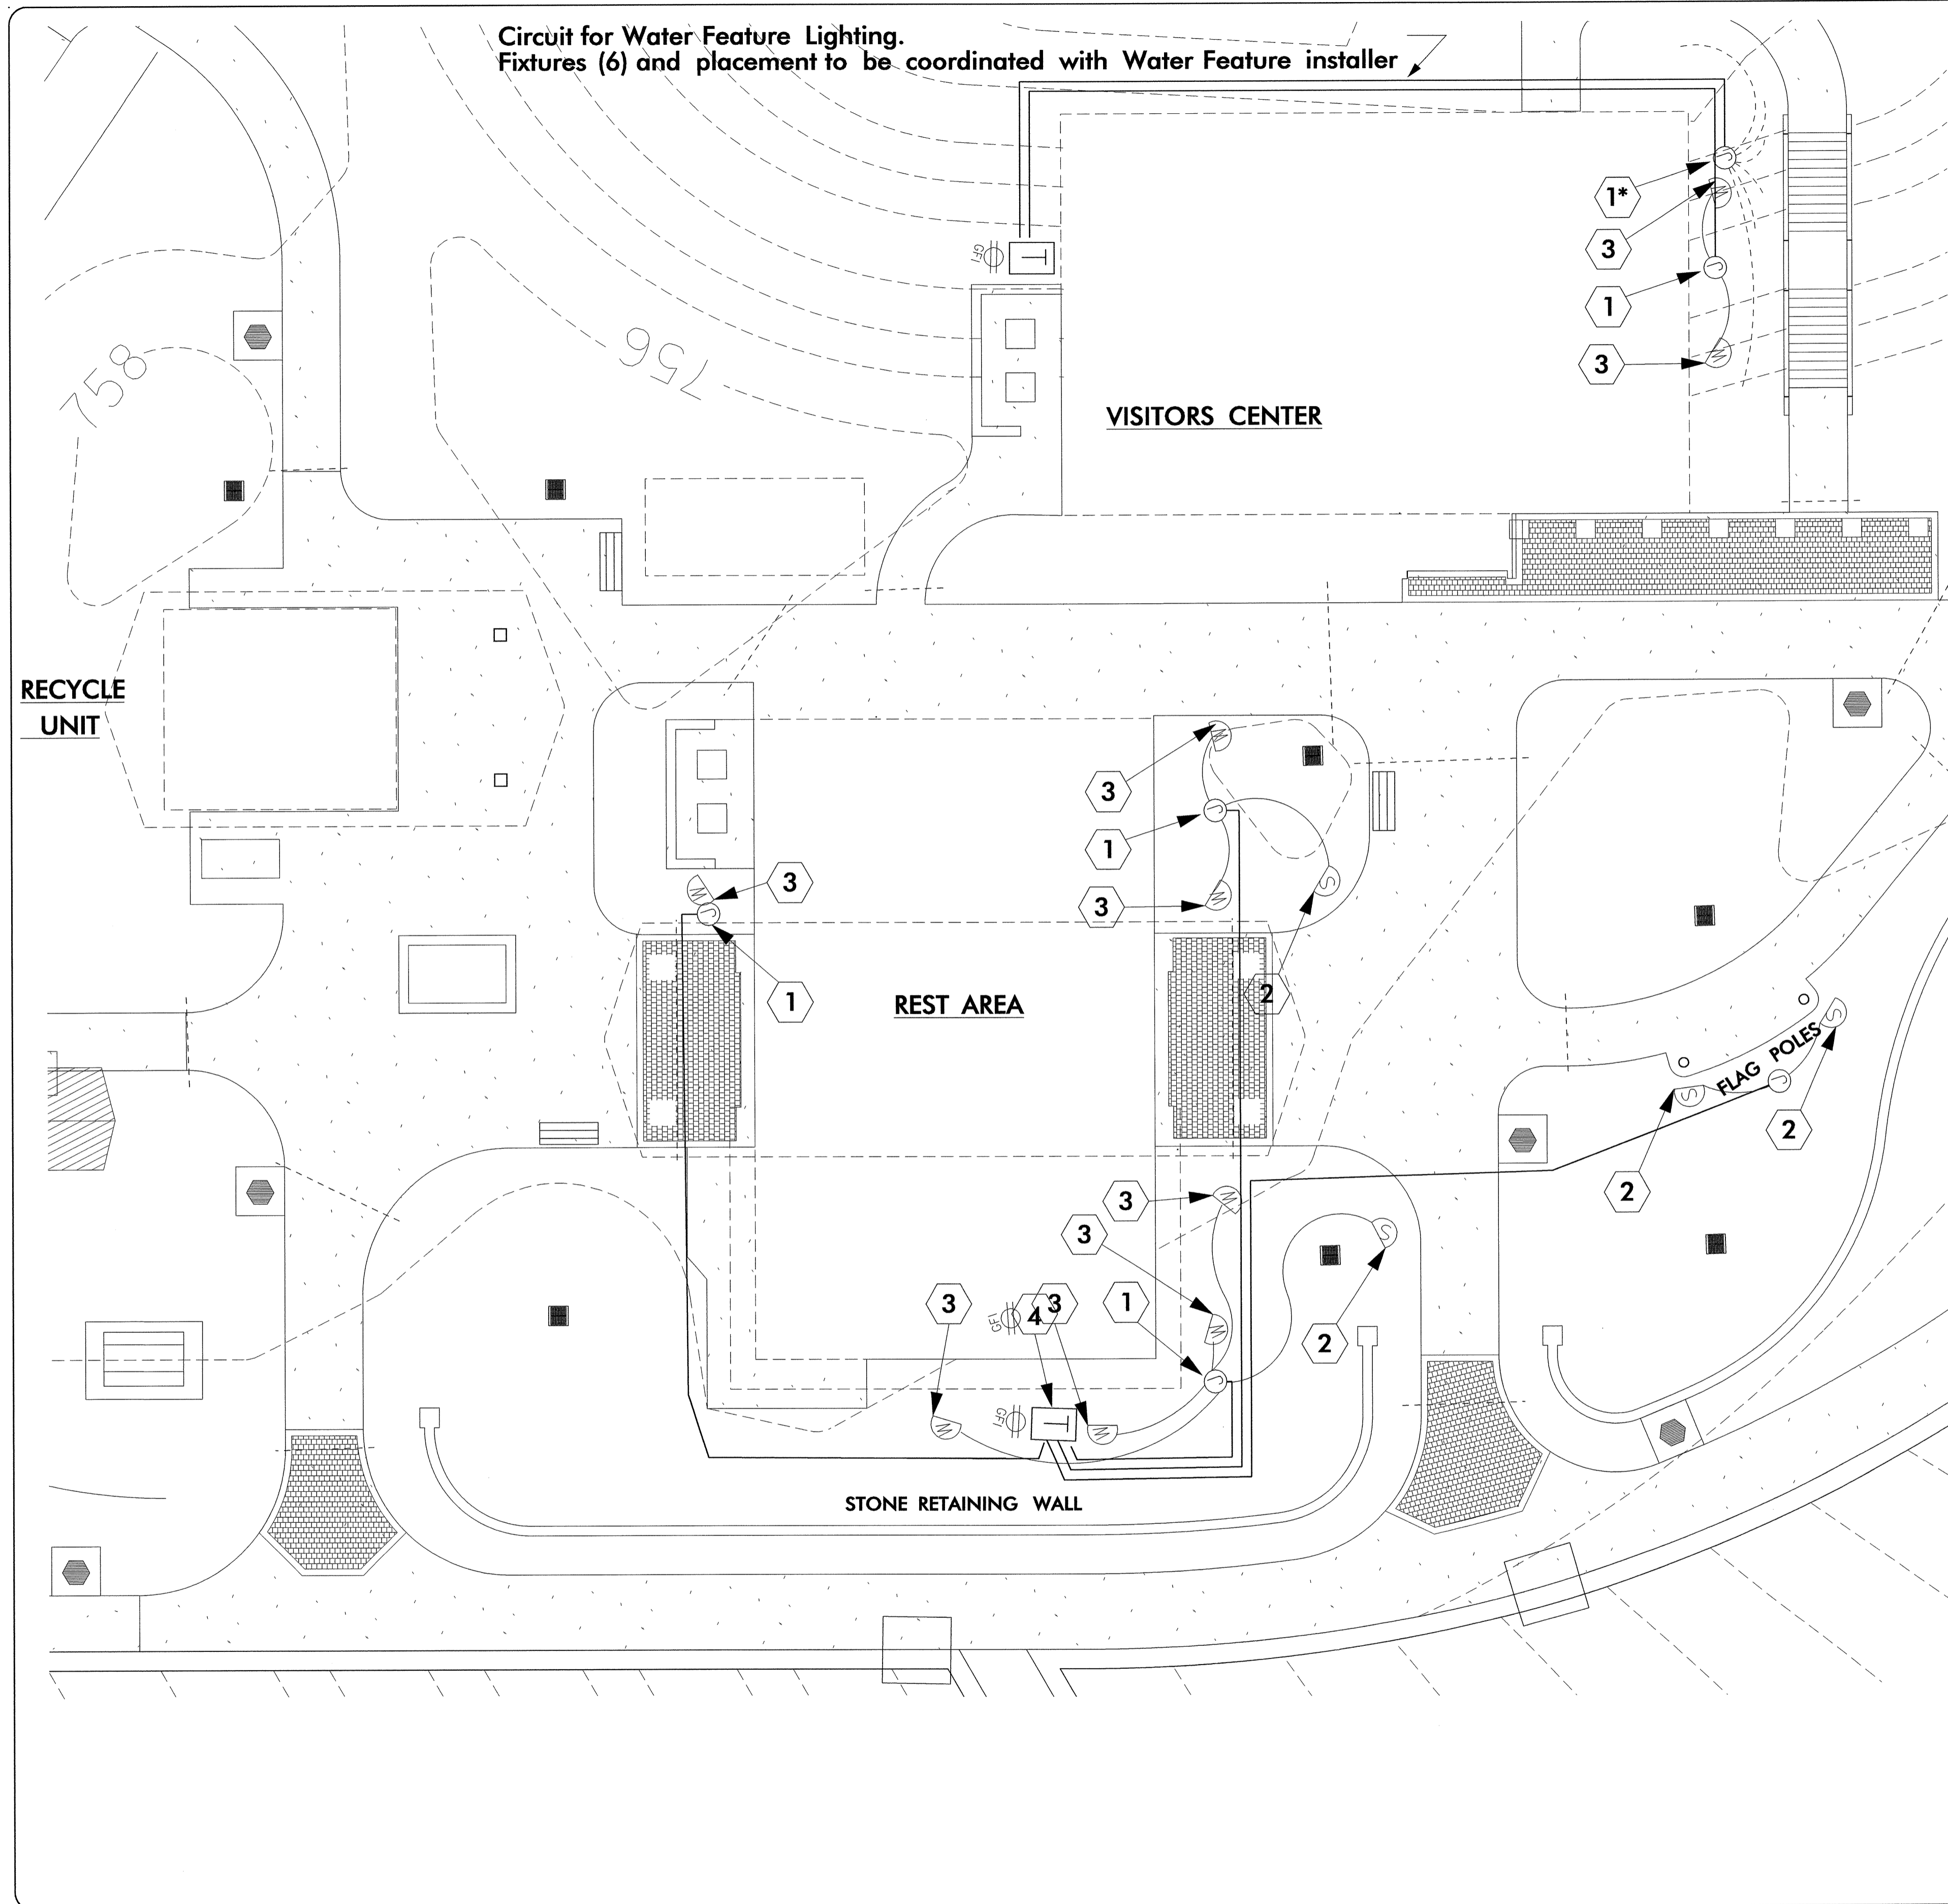 Circuit for Water Feature Lighting.
Fixtures (6) and placement to be coordinated with Water Feature installer
J
1*
W
3
GFI
T
J
1
W
3
758
756
VISITORS CENTER
RECYCLE
UNIT
W
3
J
1
3
W
J
3
W
S
2
1
REST AREA
FLAG POLES
S
J
S
2
2
3
W
3
S
3
GFI
4
3
1
W
2
J
W
GFI
T
W
STONE RETAINING WALL